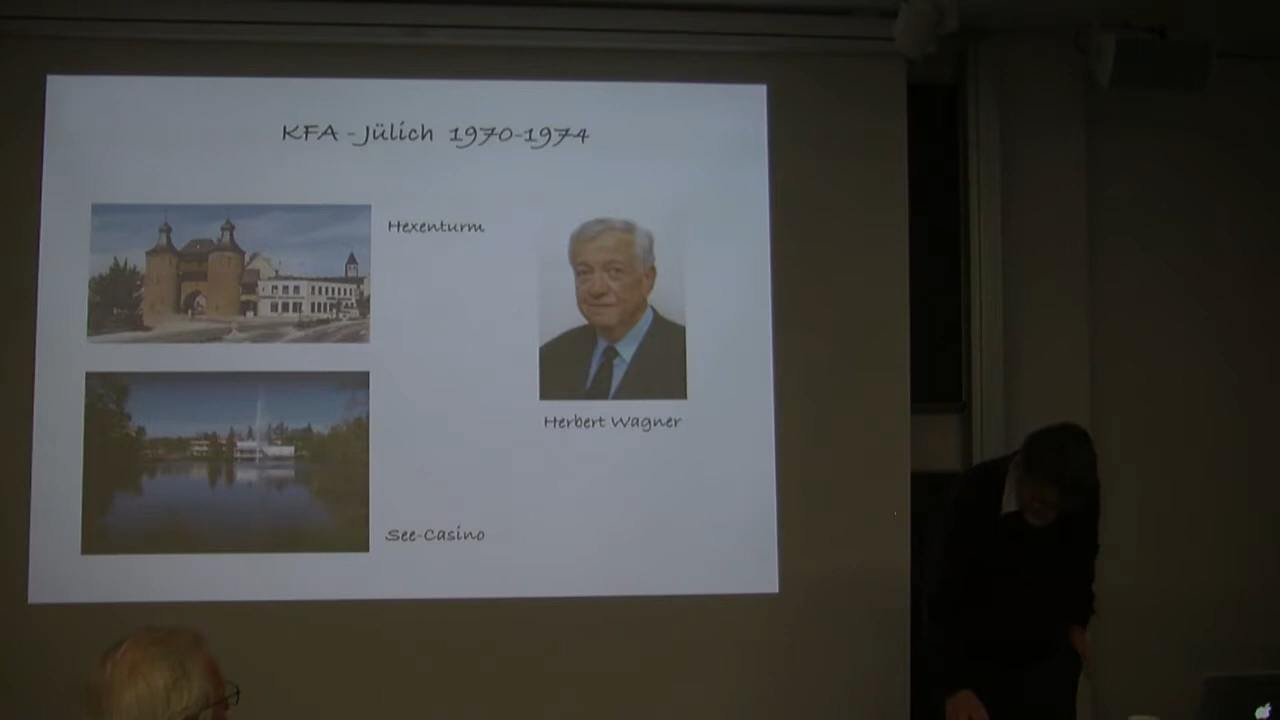 KFA - Jülich 1970-1974
Hexenturm
Herbert Wagner
See-Casino